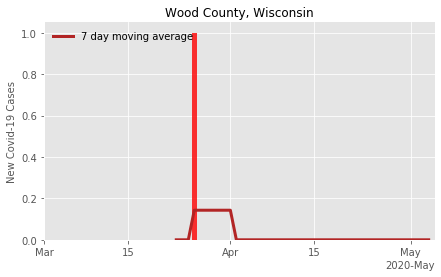 Wood County, Wisconsin
7 day moving average
New Covid-19 Cases
1.0
0.8
0.6
0.4
0.2
0.0
Mar 15 Apr 15 May
2020-May